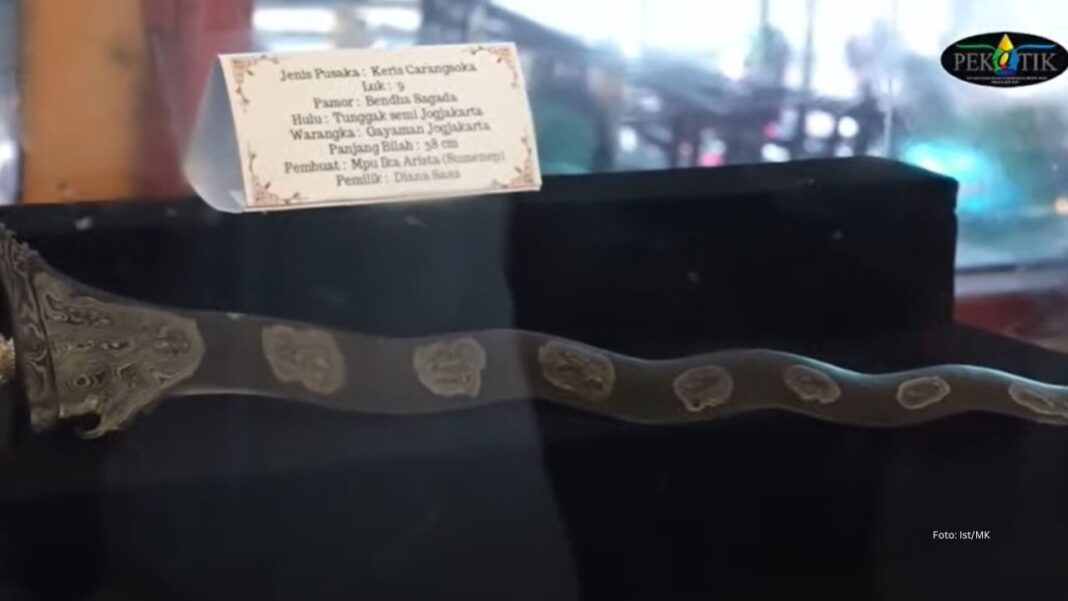 Jenis Pusaka : Keris Carangsoka
Luk : 9
Pamor : Bendha Sagada
Hulu : Tunggak semi Jogjakarta
Warangka : Gayaman Jogjakarta
Panjang Bilah : 38 cm
Pembuat : Mpu Ika Arista (Sumenep)
Pemilik : Diana Sasa
PEKOTIK
Foto: Ist/MK